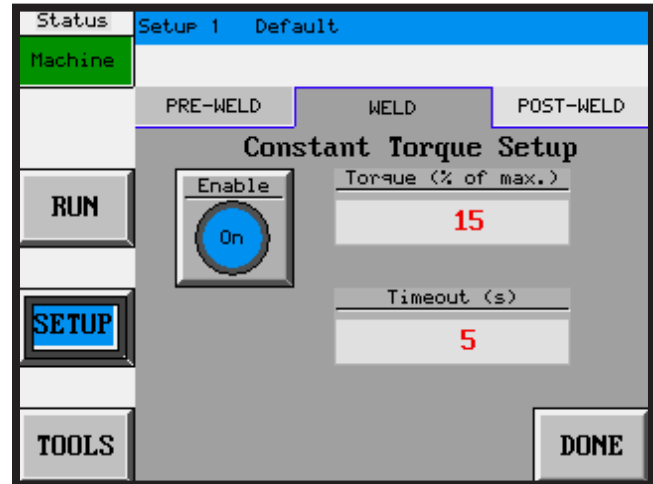 Status
Setup 1 Default
Machine
PRE-WELD WELD POST-WELD
Constant Torque Setup
Enable
On
Torque (% of max.)
15
Timeout (s)
5
RUN
SETUP
TOOLS
DONE